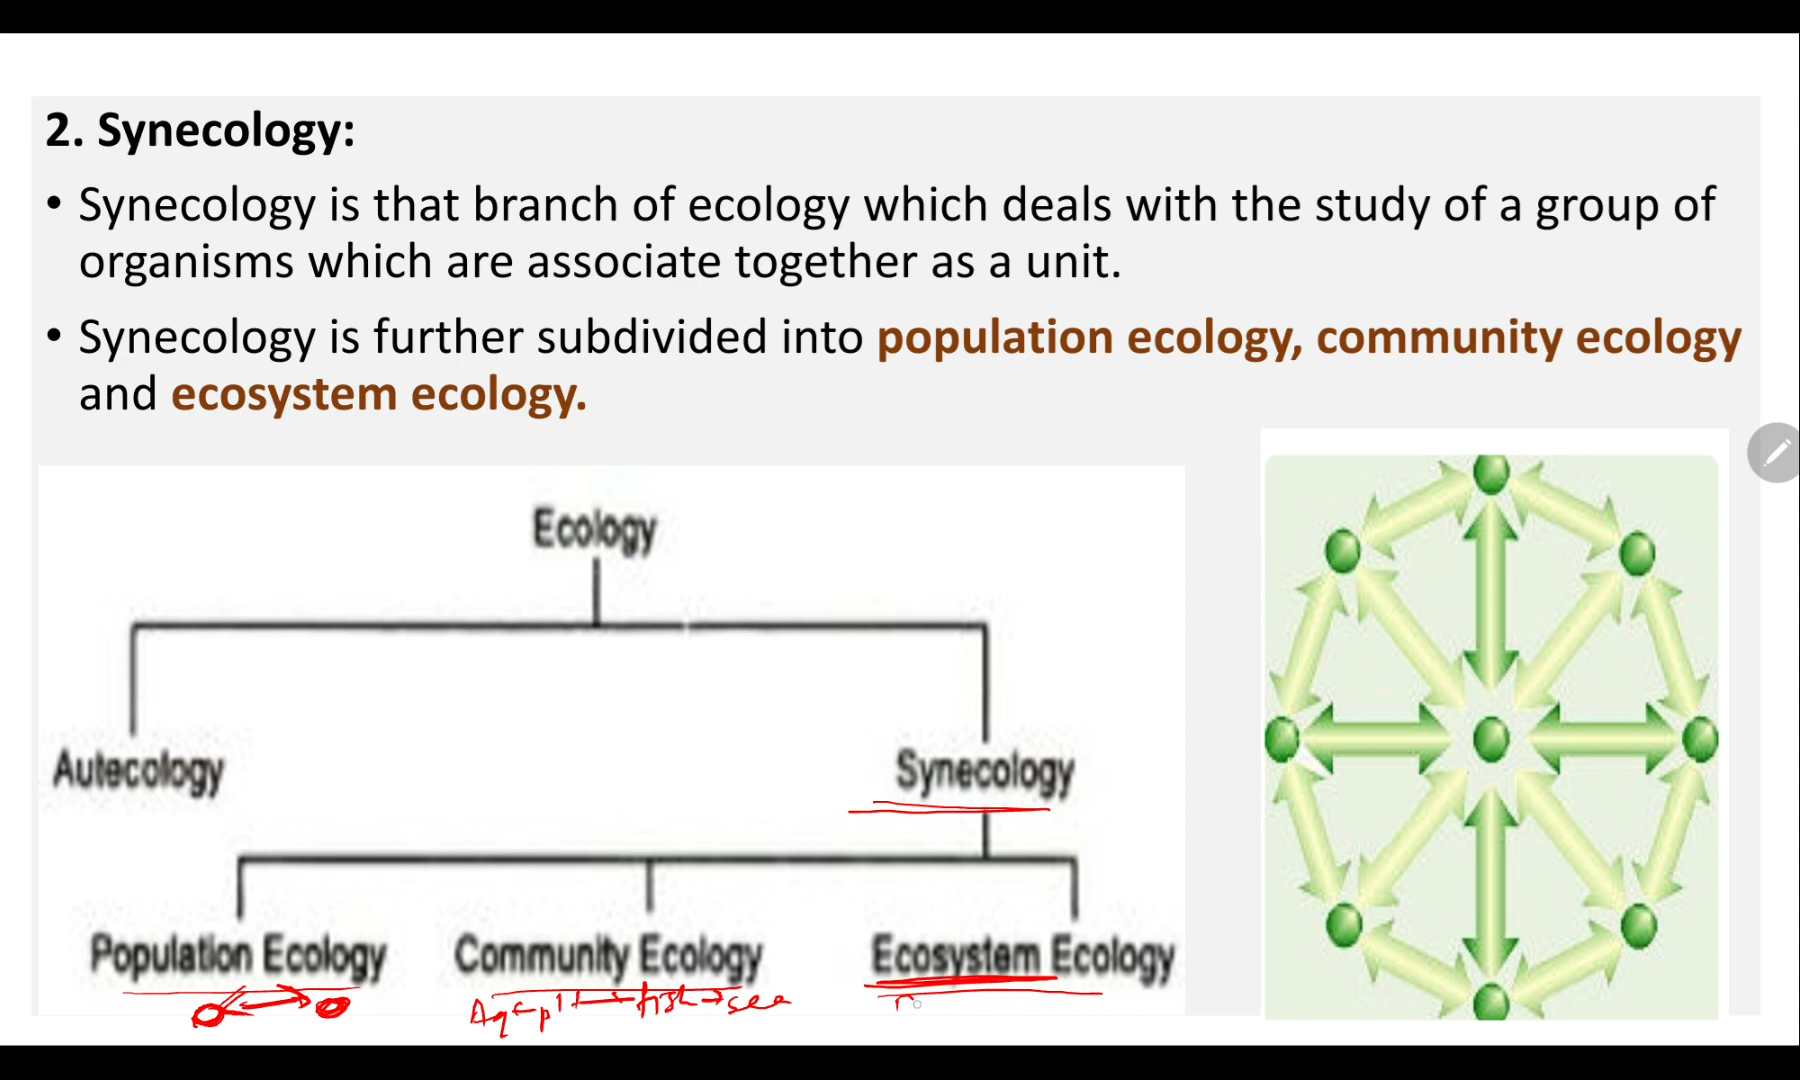 2. Synecology:
• Synecology is that branch of ecology which deals with the study of a group of
organisms which are associate together as a unit.
• Synecology is further subdivided into population ecology, community ecology
and ecosystem ecology.
Ecology
Autecology
Synecology
Population Ecology
Community Ecology
Ecosystem Ecology
fish → sea